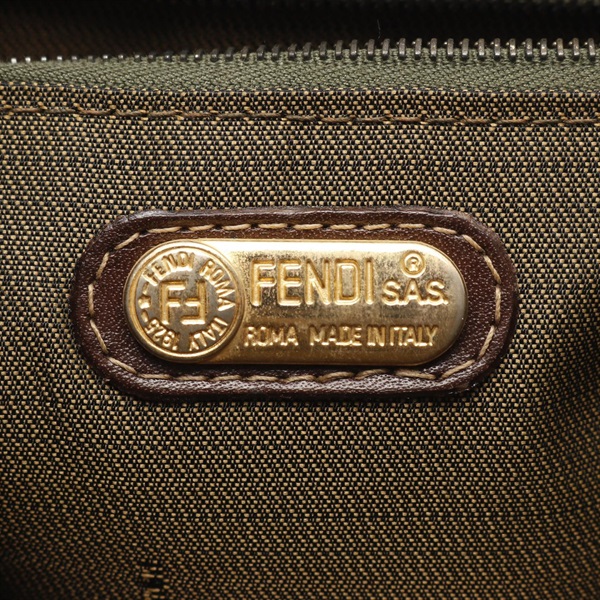 FENDI ROMA ITALY 1925
FF
FENDI S.A.S.®
ROMA MADE IN ITALY